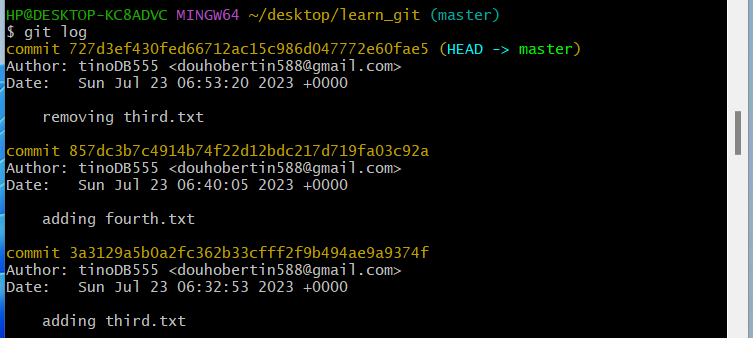 HP@DESKTOP-KC8ADVC MINGW64 ~/desktop/learn_git (master)
$ git log
commit 727d3ef430fed66712ac15c986d047772e60fae5 (HEAD -> master)
Author: tinoDB555 <douhobertin588@gmail.com>
Date:   Sun Jul 23 06:53:20 2023 +0000
    removing third.txt
commit 857dc3b7c4914b74f22d12bdc217d719fa03c92a
Author: tinoDB555 <douhobertin588@gmail.com>
Date:   Sun Jul 23 06:40:05 2023 +0000
    adding fourth.txt
commit 3a3129a5b0a2fc362b33cfff2f9b494ae9a9374f
Author: tinoDB555 <douhobertin588@gmail.com>
Date:   Sun Jul 23 06:32:53 2023 +0000
    adding third.txt